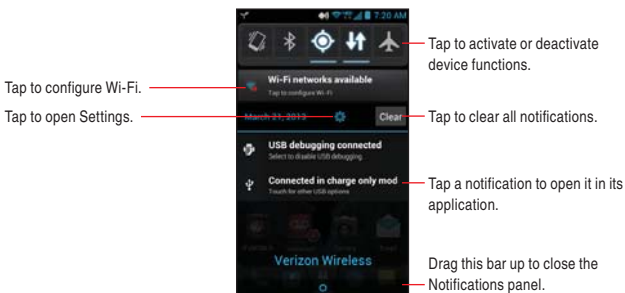 7:20 AM
Tap to activate or deactivate
device functions.
Wi-Fi networks available
Tap to configure Wi-Fi
Tap to configure Wi-Fi.
Tap to open Settings.
March 21, 2013
Clear
Tap to clear all notifications.
USB debugging connected
Select to disable USB debugging.
Connected in charge only mod
Touch for other USB options
Tap a notification to open it in its
application.
Verizon Wireless
Drag this bar up to close the
Notifications panel.